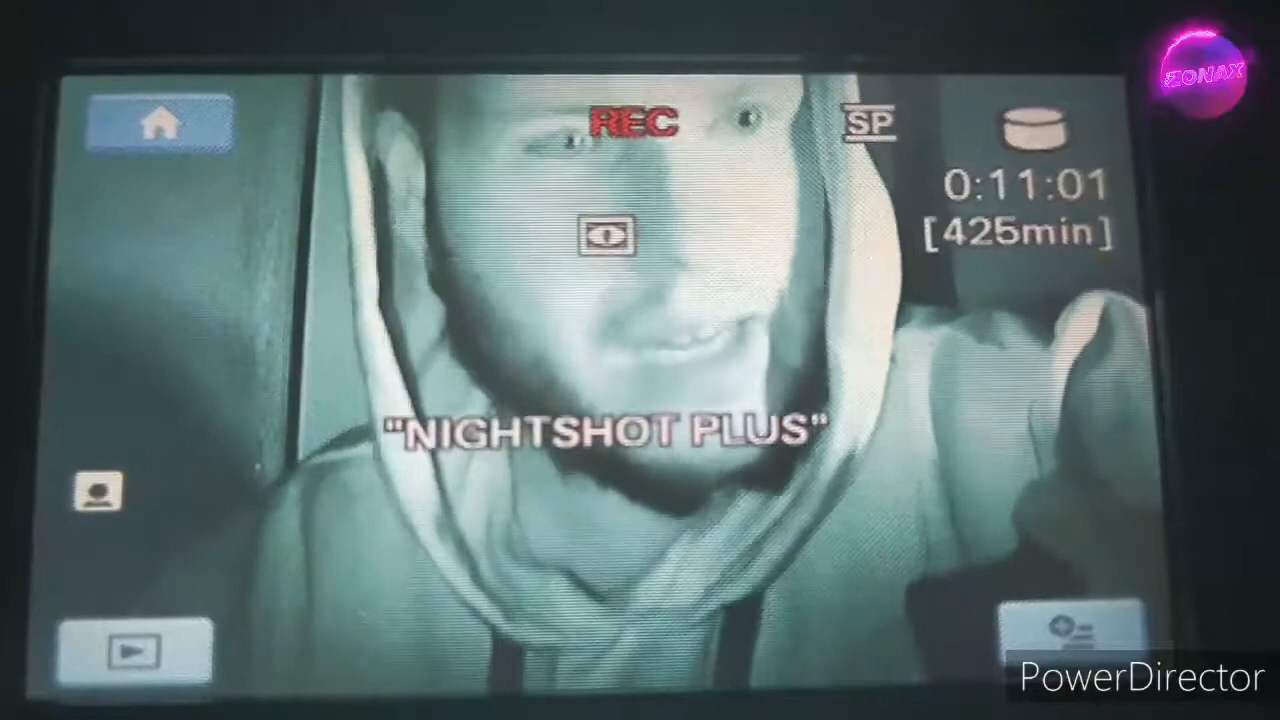 ZONAX
REC
SP
0:11:01
[425min]
"NIGHTSHOT PLUS"
PowerDirector